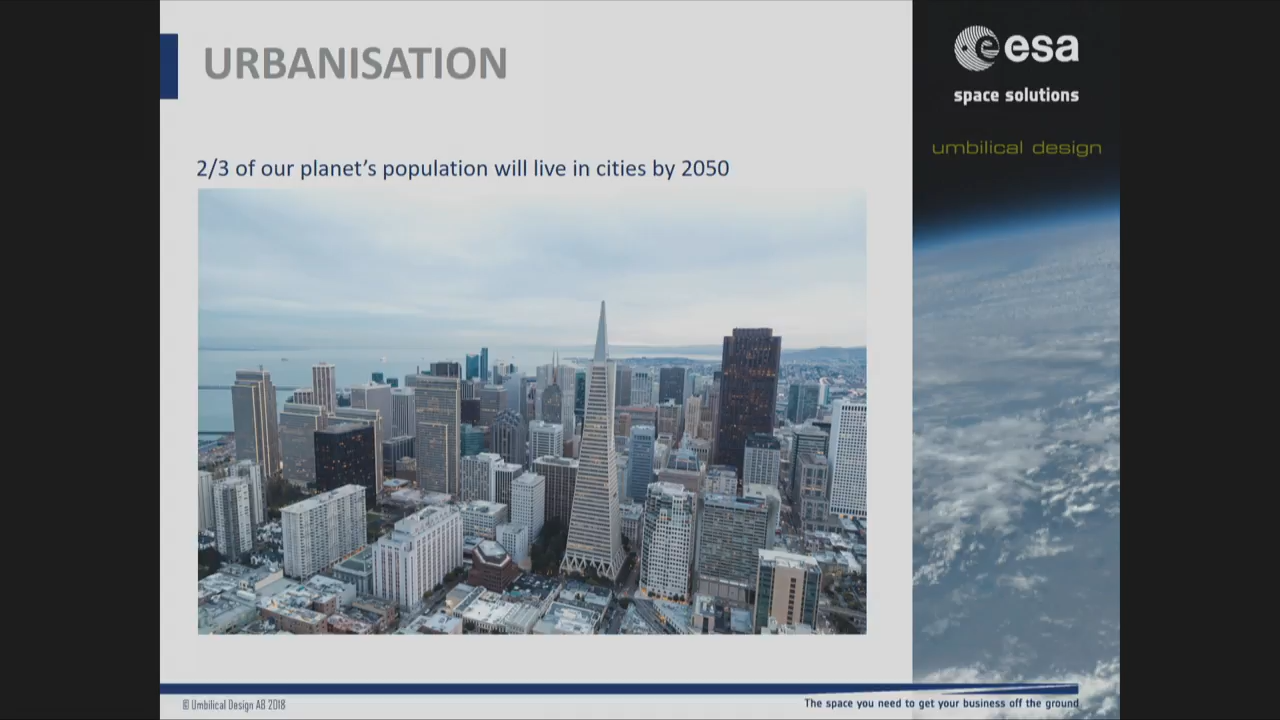 URBANISATION
2/3 of our planet's population will live in cities by 2050
esa
space solutions
umbilical design
© Umbilical Design AB 2018
The space you need to get your business off the ground